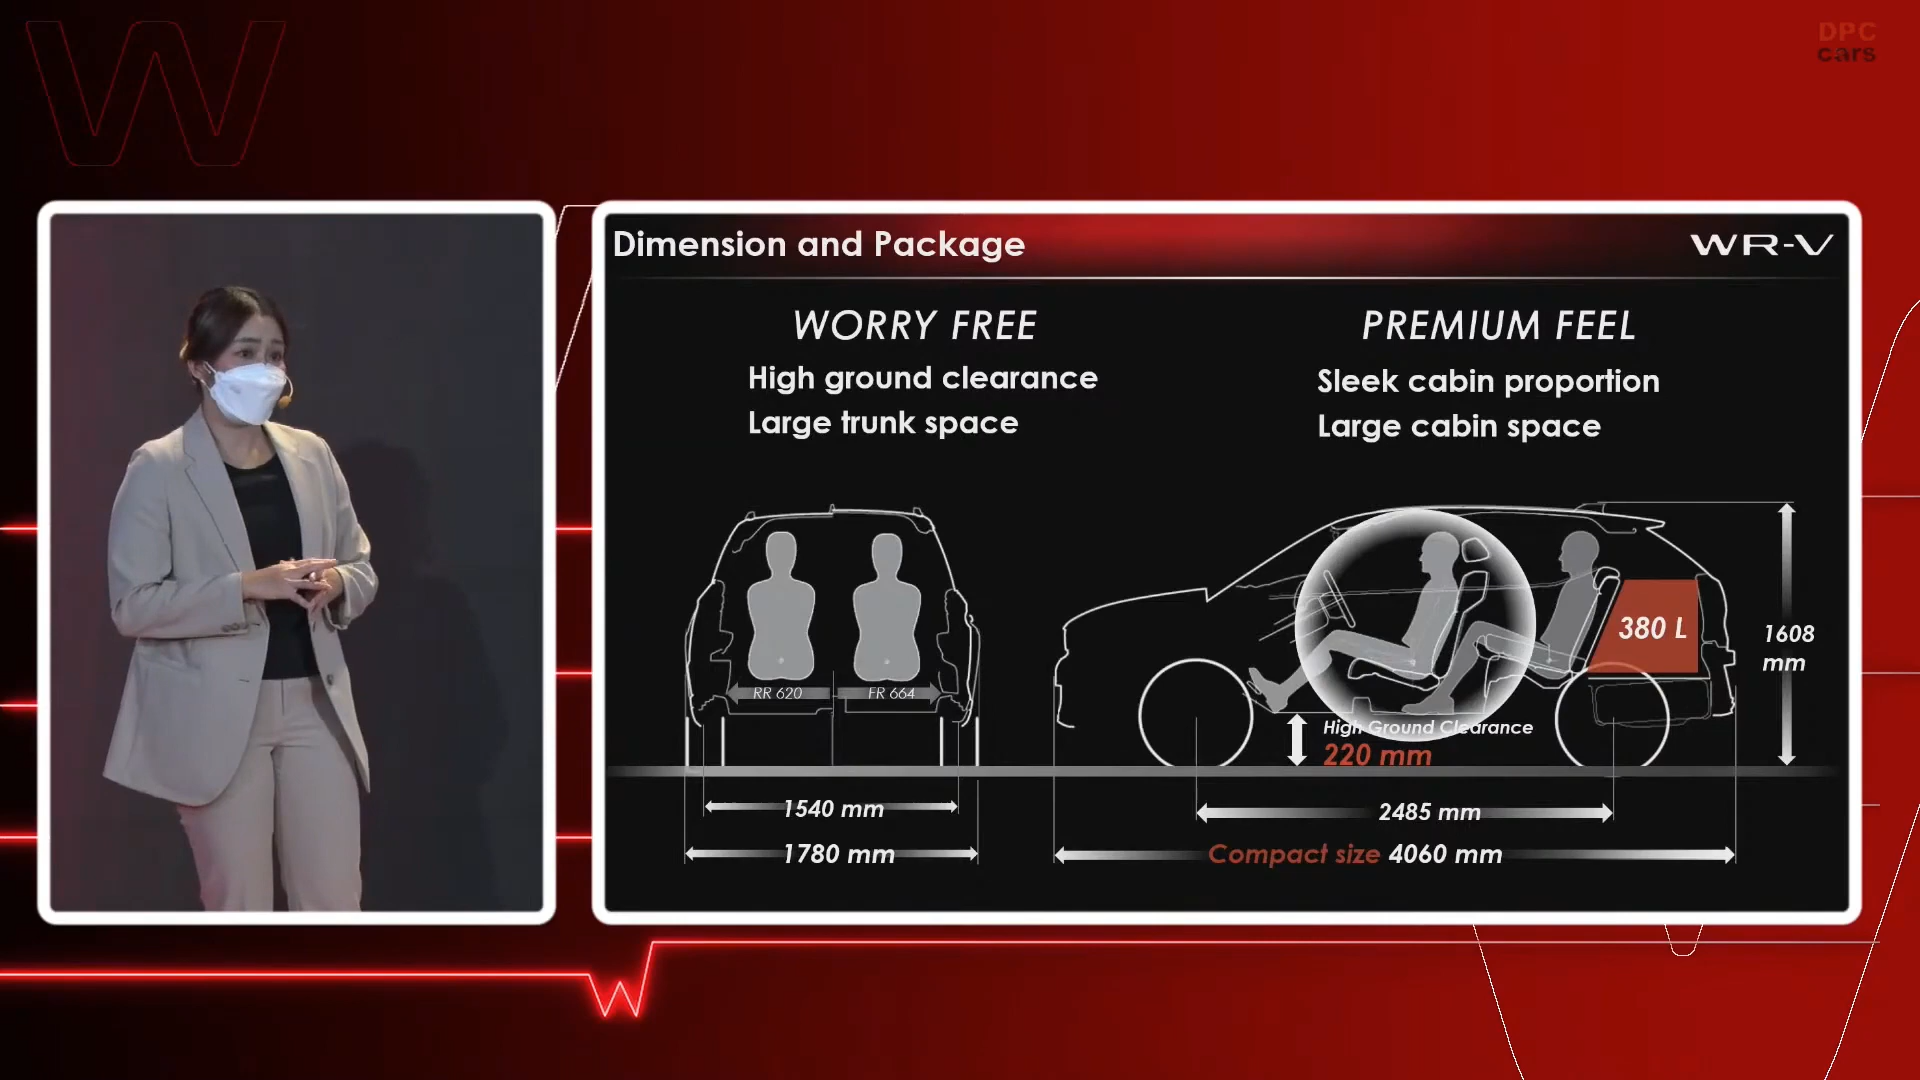 DPC
cars
Dimension and Package
WR-V
WORRY FREE
High ground clearance
Large trunk space
PREMIUM FEEL
Sleek cabin proportion
Large cabin space
380 L
1608
mm
RR 620
FR 664
High Ground Clearance
220 mm
1540 mm
2485 mm
1780 mm
Compact size 4060 mm